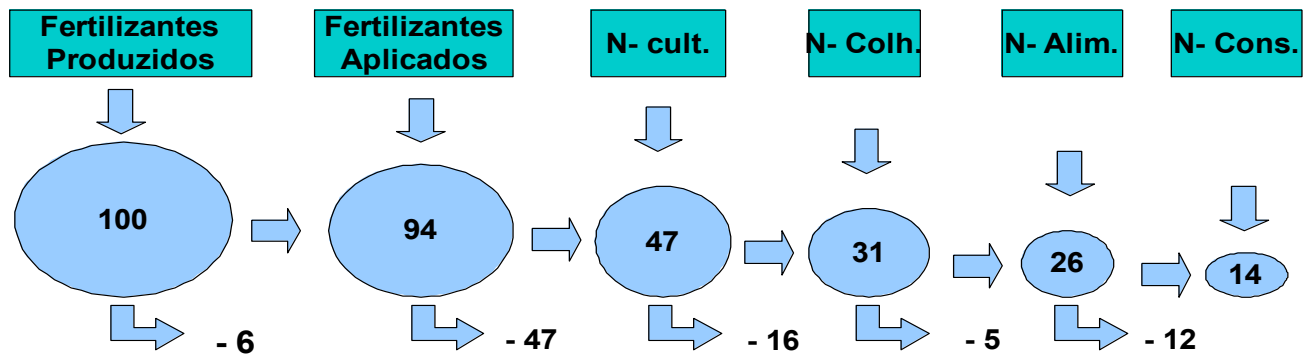 Fertilizantes
Produzidos
Fertilizantes
Aplicados
N- cult.
N- Colh.
N- Alim.
N- Cons.
100
94
47
31
26
14
- 6
- 47
- 16
- 5
- 12